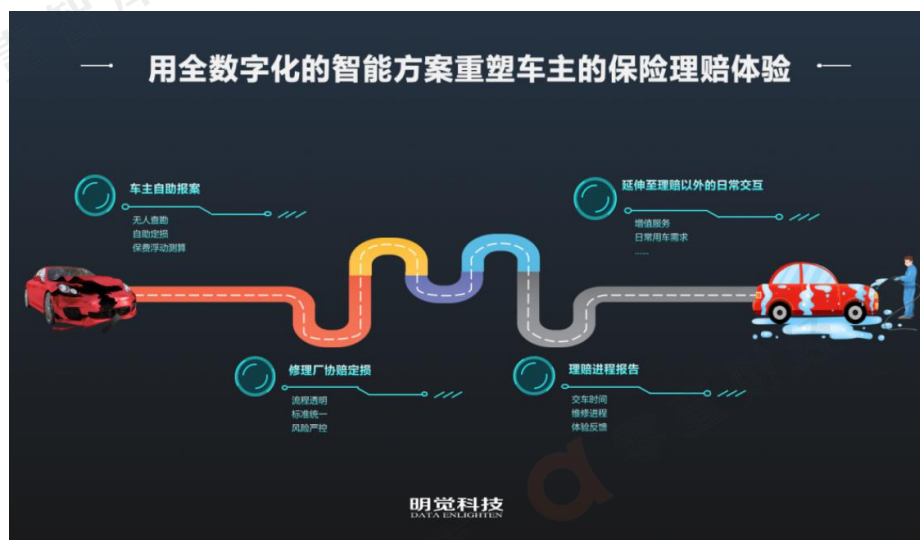 用全数字化的智能方案重塑车主的保险理赔体验
车主自助报案
无人查勘
自助定损
保费浮动测算
延伸至理赔以外的日常交互
增值服务
日常用车需求
......
修理厂协赔定损
流程透明
标准统一
风险严控
理赔进程报告
交车时间
维修进程
体验反馈
明觉科技
DATA ENLIGHTEN